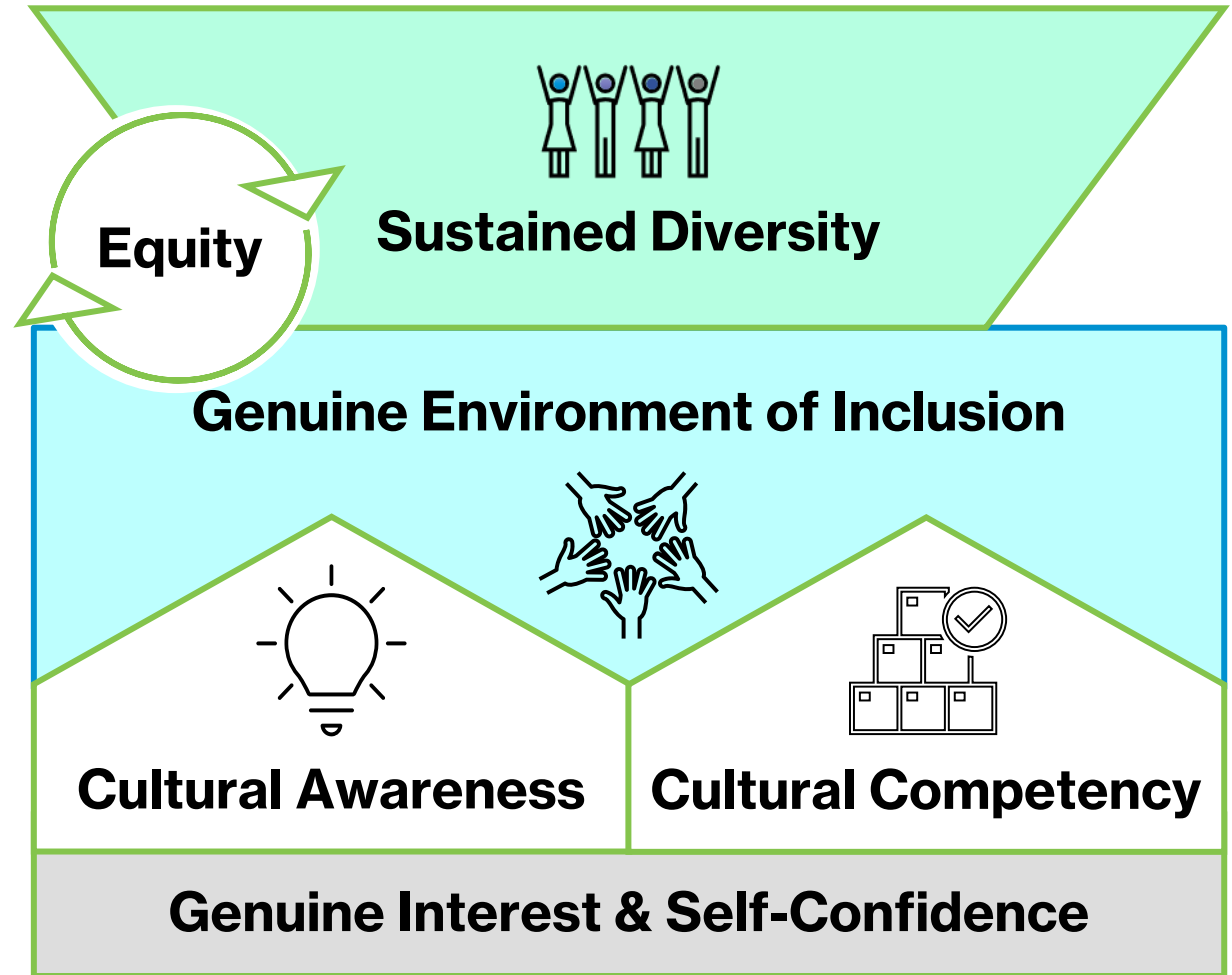 Sustained Diversity
Equity
Genuine Environment of Inclusion
Cultural Awareness
Cultural Competency
Genuine Interest & Self-Confidence